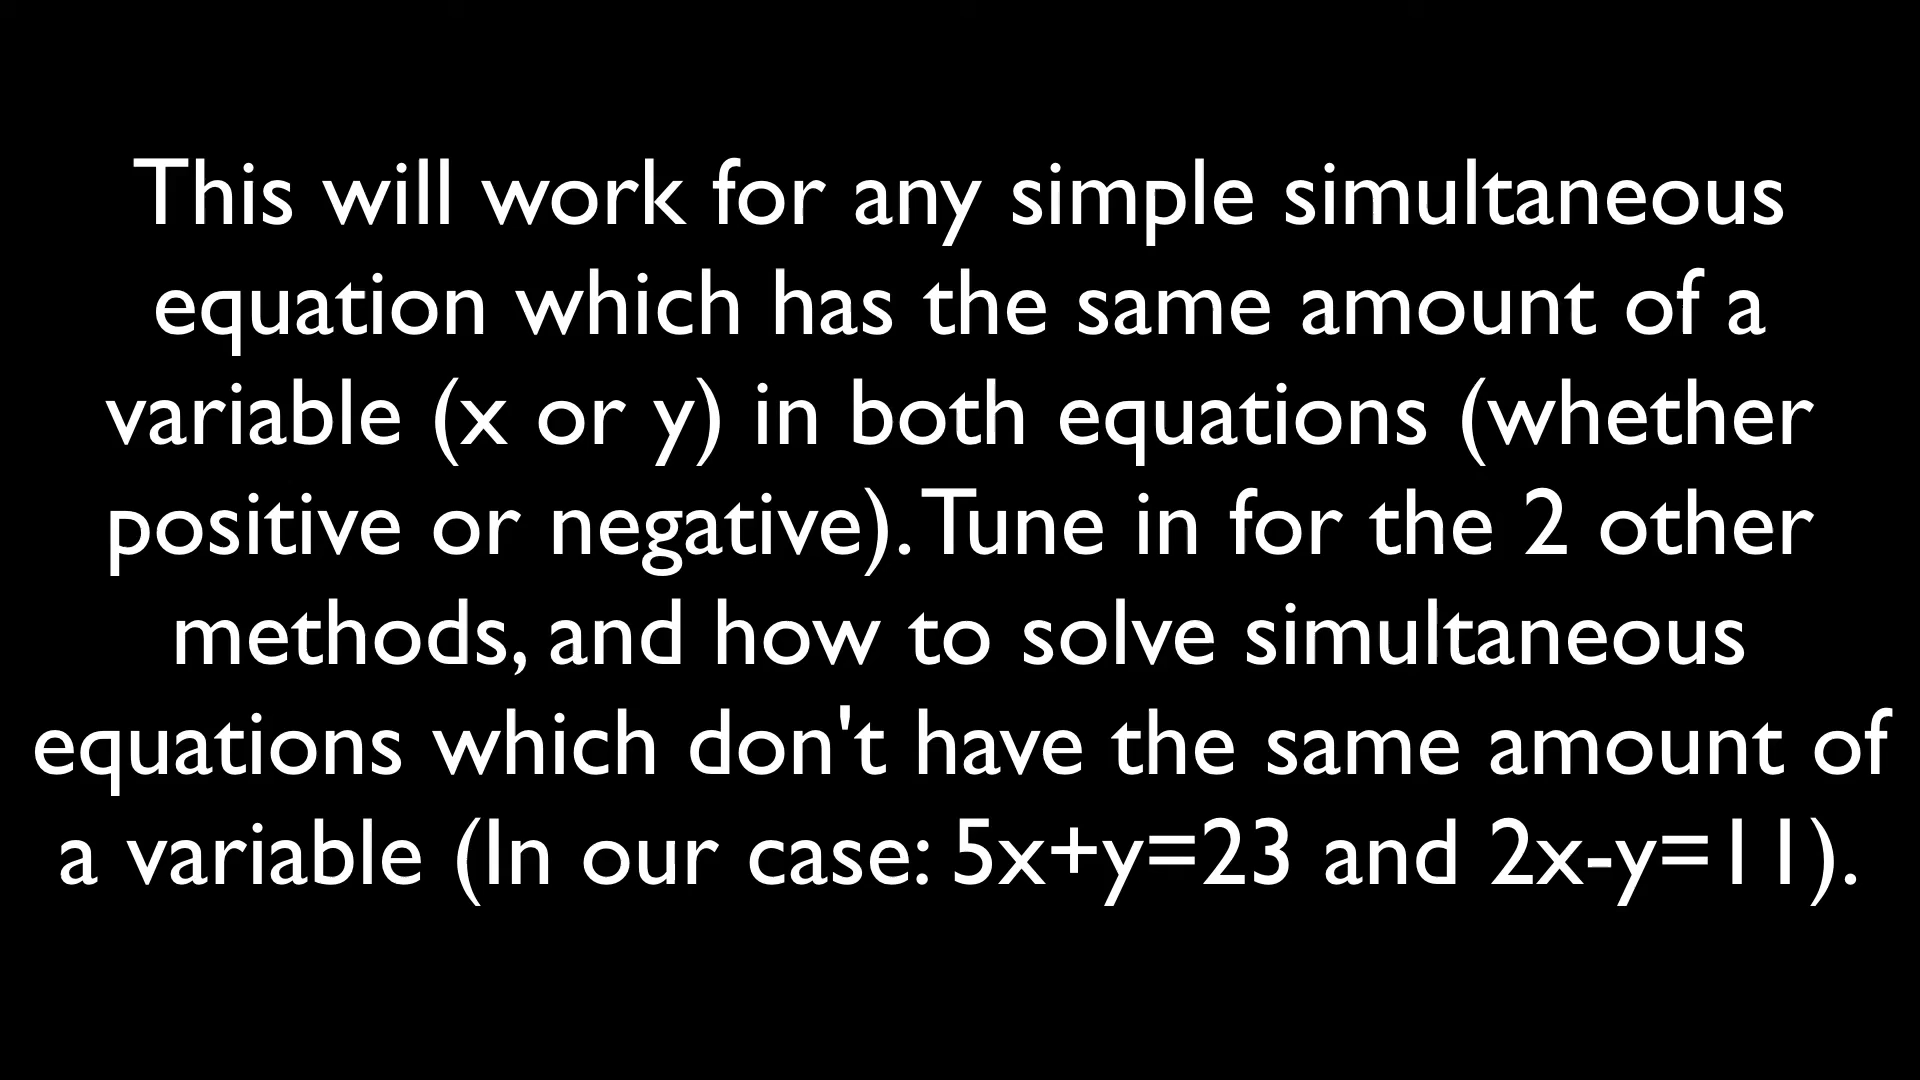 This will work for any simple simultaneous
equation which has the same amount of a
variable (x or y) in both equations (whether
positive or negative). Tune in for the 2 other
methods, and how to solve simultaneous
equations which don't have the same amount of
a variable (In our case: 5x+y=23 and 2x-y=11).